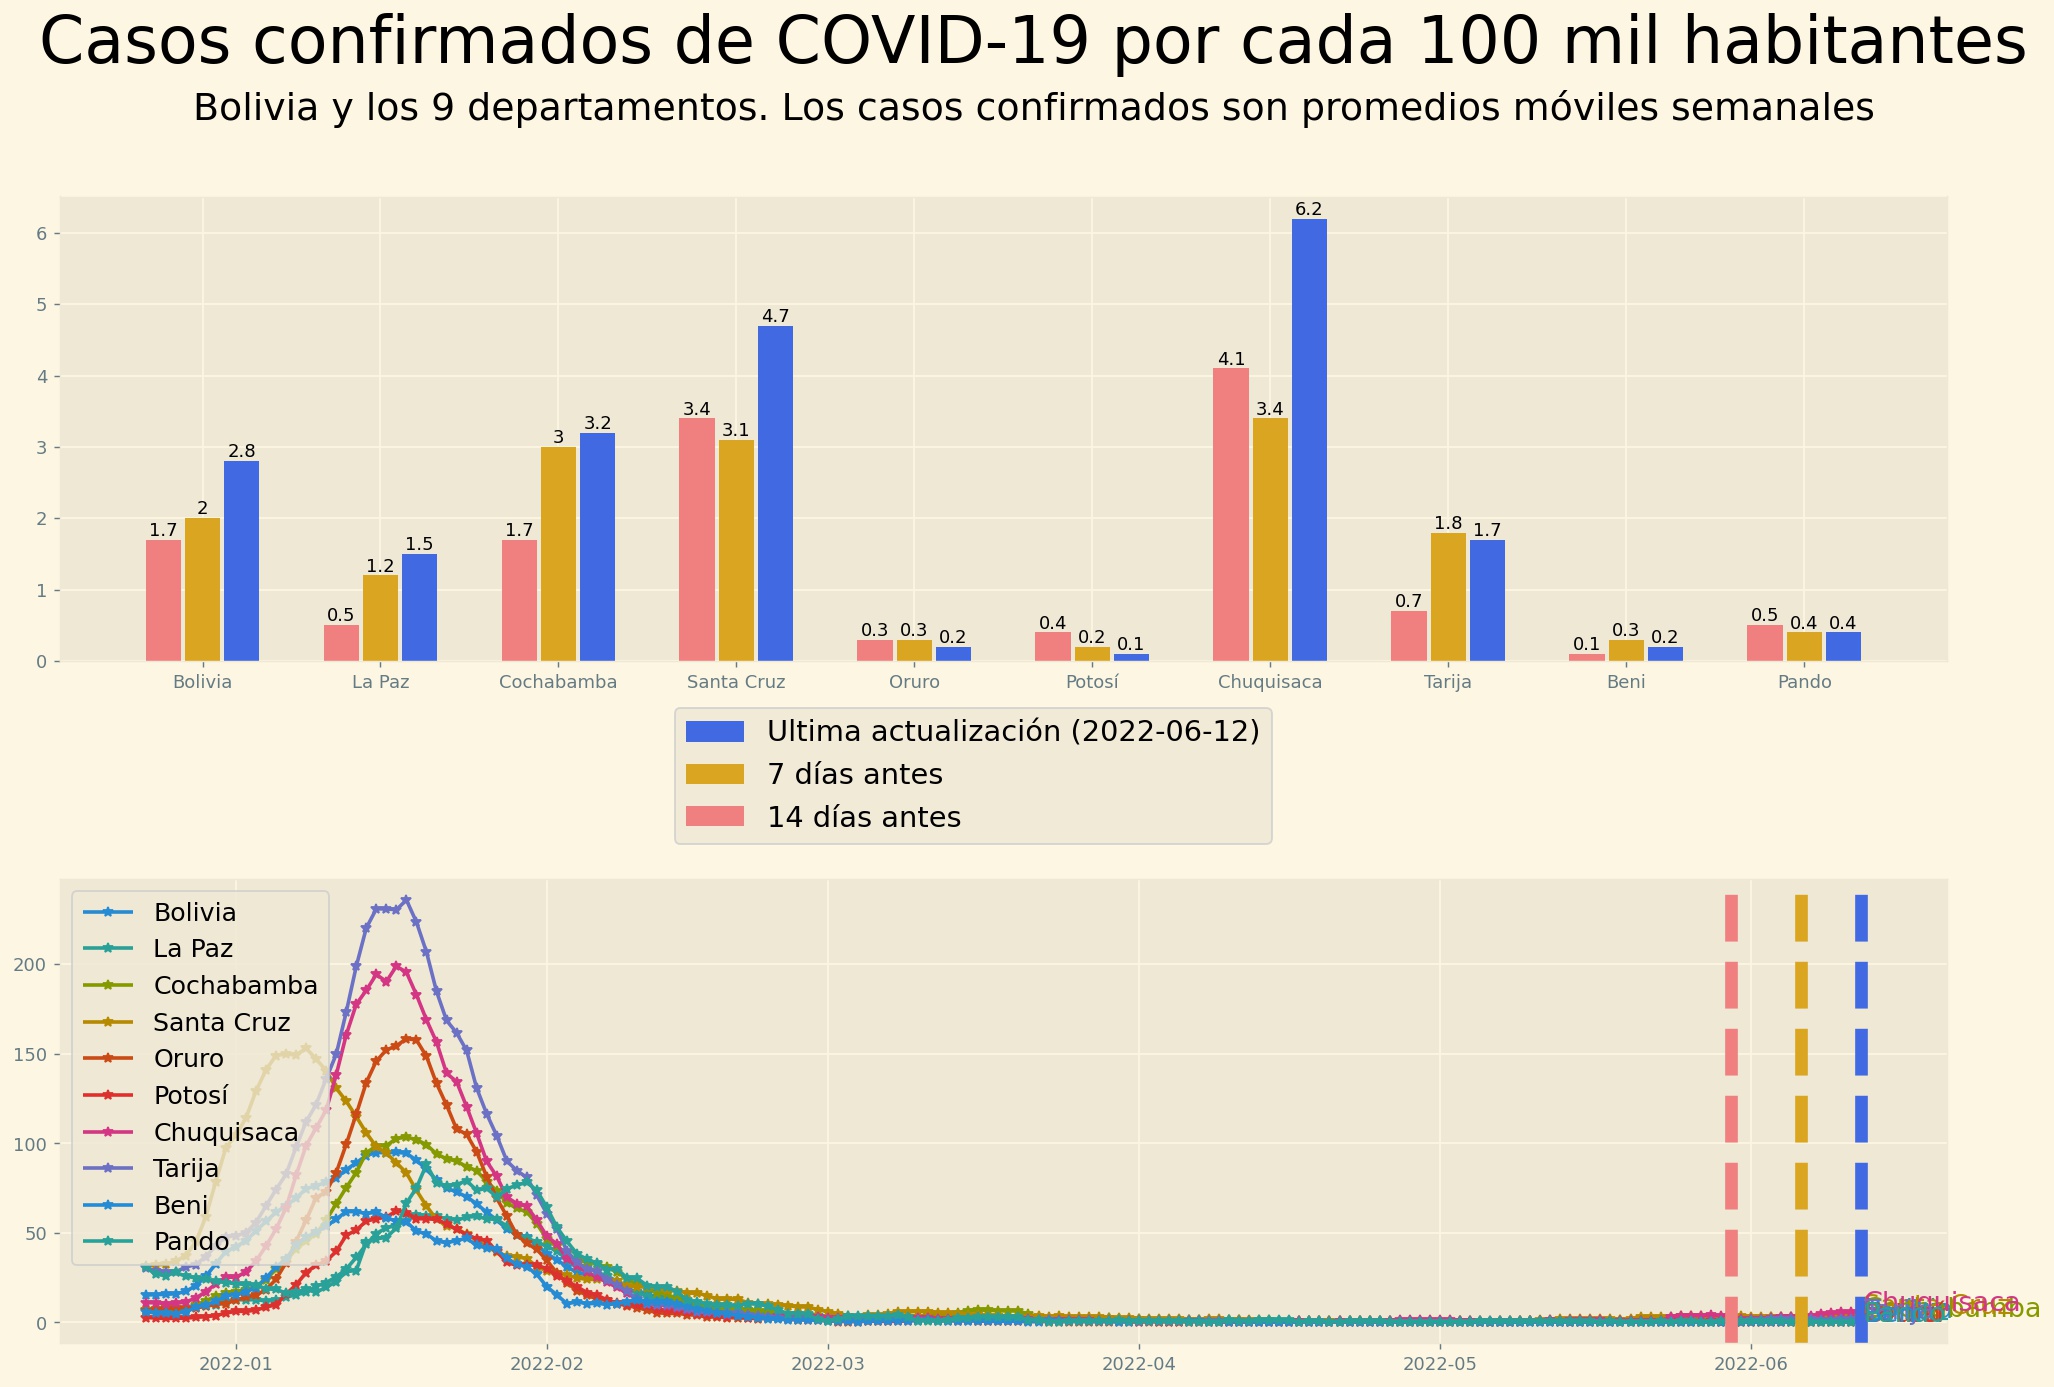 Casos confirmados de COVID-19 por cada 100 mil habitantes
Bolivia y los 9 departamentos. Los casos confirmados son promedios móviles semanales
6
5
4
3
2
1
0
1.7 2 2.8
0.5 1.2 1.5
1.7 3 3.2
3.4 3.1 4.7
0.3 0.3 0.2
0.4 0.2 0.1
4.1 3.4 6.2
0.7 1.8 1.7
0.1 0.3 0.2
0.5 0.4 0.4
Bolivia La Paz Cochabamba Santa Cruz Oruro Potosí Chuquisaca Tarija Beni Pando
Ultima actualización (2022-06-12)
7 días antes
14 días antes
200
150
100
50
0
Bolivia
La Paz
Cochabamba
Santa Cruz
Oruro
Potosí
Chuquisaca
Tarija
Beni
Pando
Chuquisaca
2022-01 2022-02 2022-03 2022-04 2022-05 2022-06